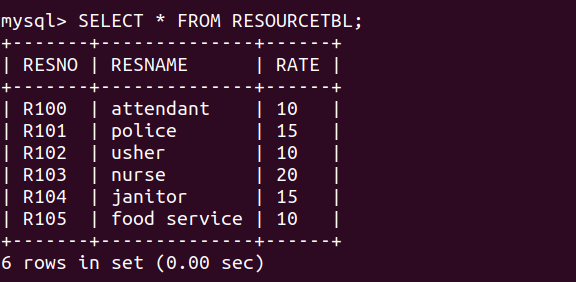 mysql> SELECT * FROM RESOURCETBL;
+-------+--------------+------+
| RESNO | RESNAME      | RATE |
+-------+--------------+------+
| R100  | attendant    | 10   |
| R101  | police       | 15   |
| R102  | usher        | 10   |
| R103  | nurse        | 20   |
| R104  | janitor      | 15   |
| R105  | food service | 10   |
+-------+--------------+------+
6 rows in set (0.00 sec)